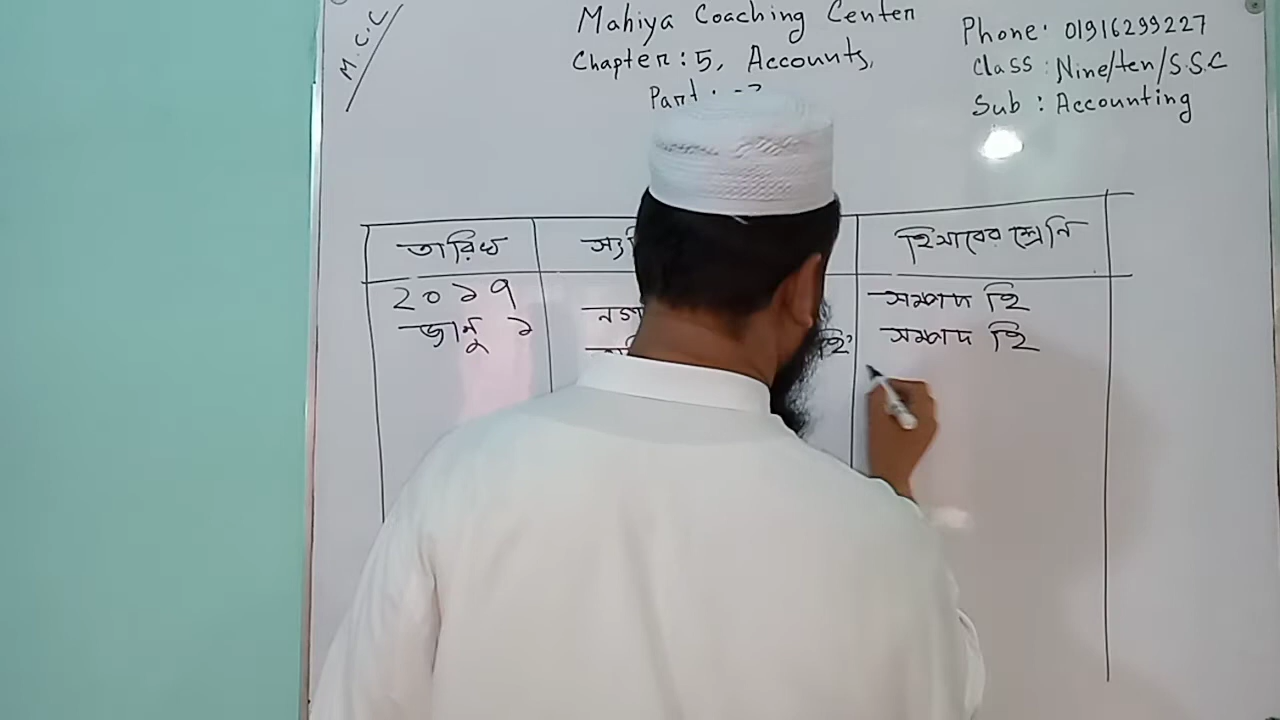 M.C.C
Mahiya Coaching Center
Chapter: 5, Accounts,
Part:
Phone: 01916299227
Class : Nine/ten/S.S.C
Sub : Accounting
তারিখ হিসাবের শ্রেনি
২০১৭ সম্পদ হি
জানু ১ হি' সম্পদ হি